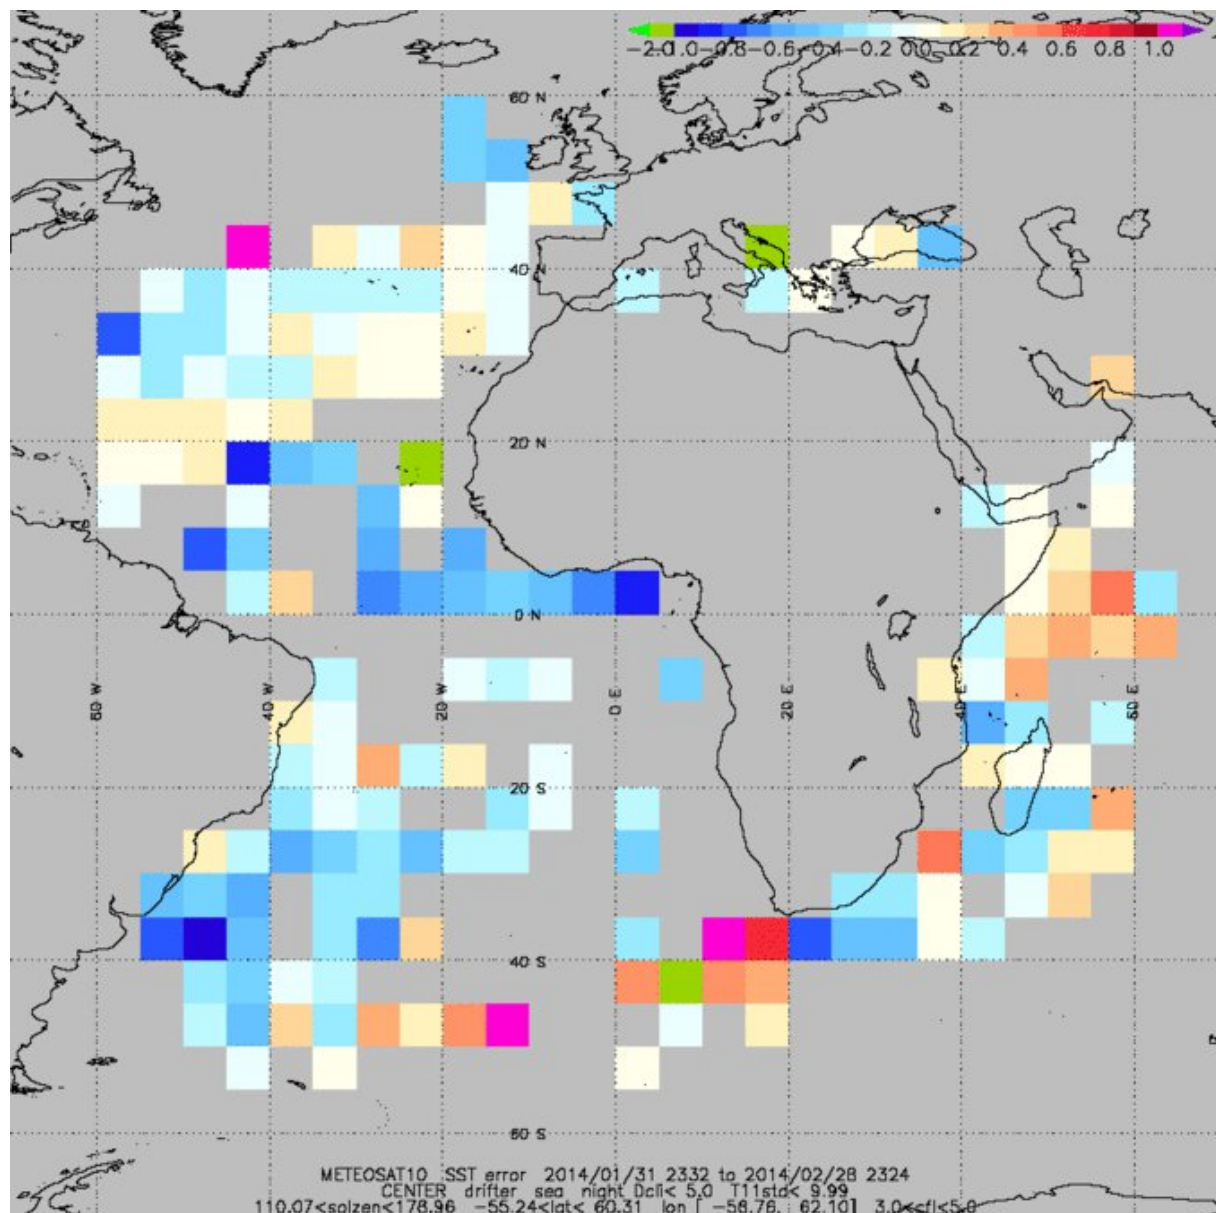 -2.0 -1.0 -0.8 -0.6 -0.4 -0.2 0.0 0.2 0.4 0.6 0.8 1.0
60 N
40 N
20 N
0 N
60 W 40 W 20 W 0 E 20 E 40 E 60 E
20 S
40 S
60 S
METEOSAT10 SST error 2014/01/31 2332 to 2014/02/28 2324
CENTER drifter sea night Dcfl< 5.0 T11std< 9.99
110.07<solzen<178.96 -55.24<lat< 60.31 lon [ -58.76, 62.10] 3.0<cfl<5.0